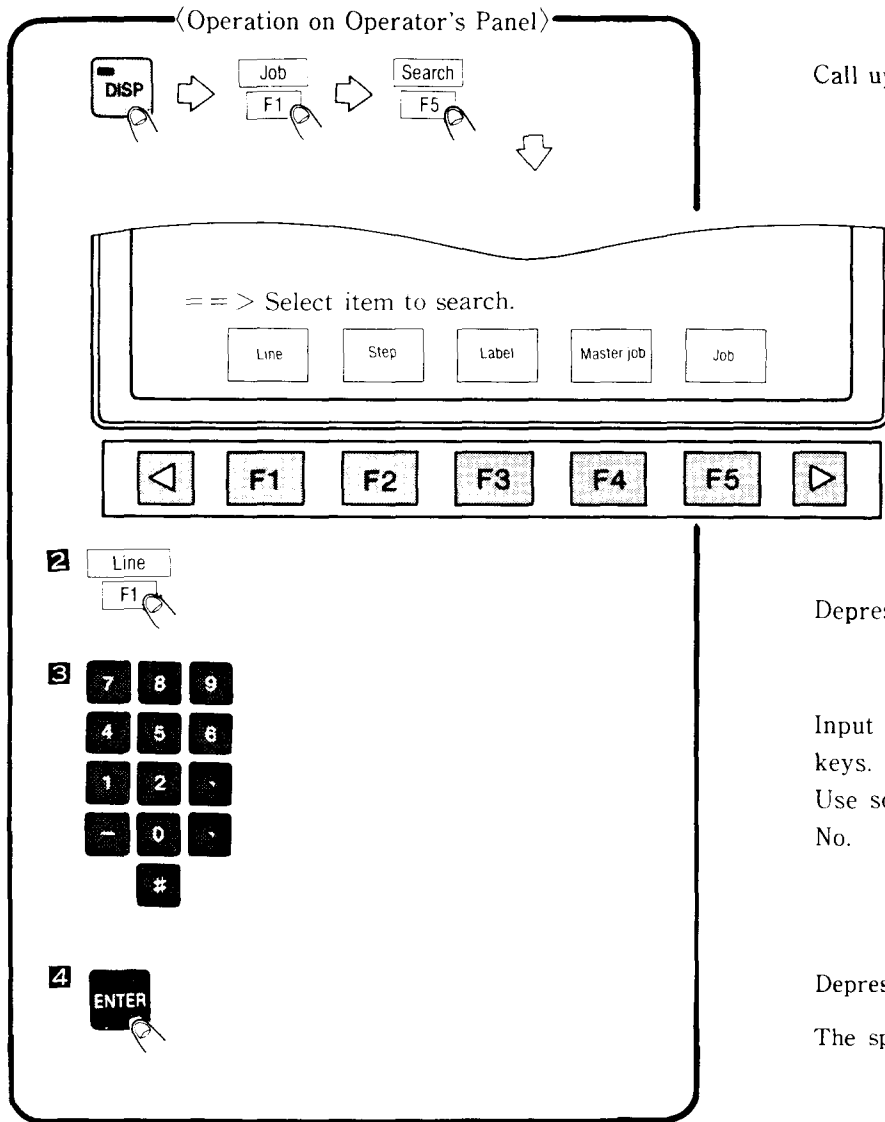 〈Operation on Operator's Panel〉
DISP
Job
Search
Call u
F1
F5
==> Select item to search.
Line Step Label Master job Job
F1 F2 F3 F4 F5
2 Line
F1
Depres
3
7 8 9
4 5 6
Input
1 2
keys.
Use se
− 0
No.
#
4
ENTER
Depres
The sp